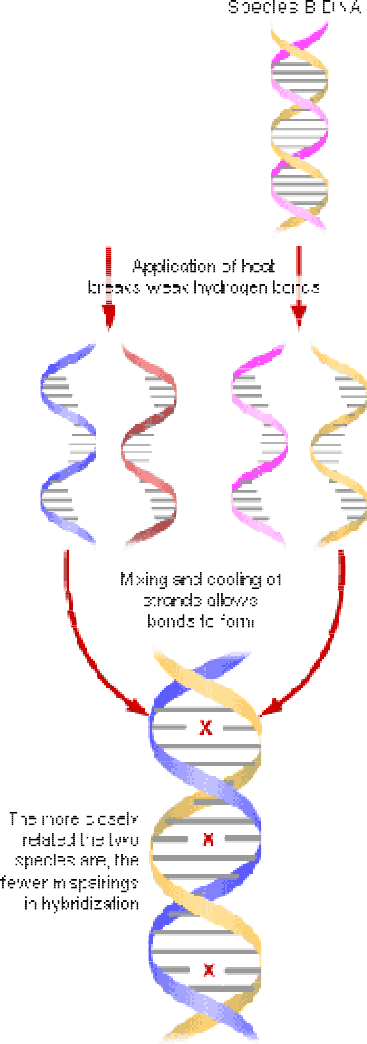 Species B DNA
Application of heat
breaks weak hydrogen bonds
Mixing and cooling of
strands allows
bonds to form
X
X
X
The more closely
related the two
species are, the
fewer mispairings
in hybridization